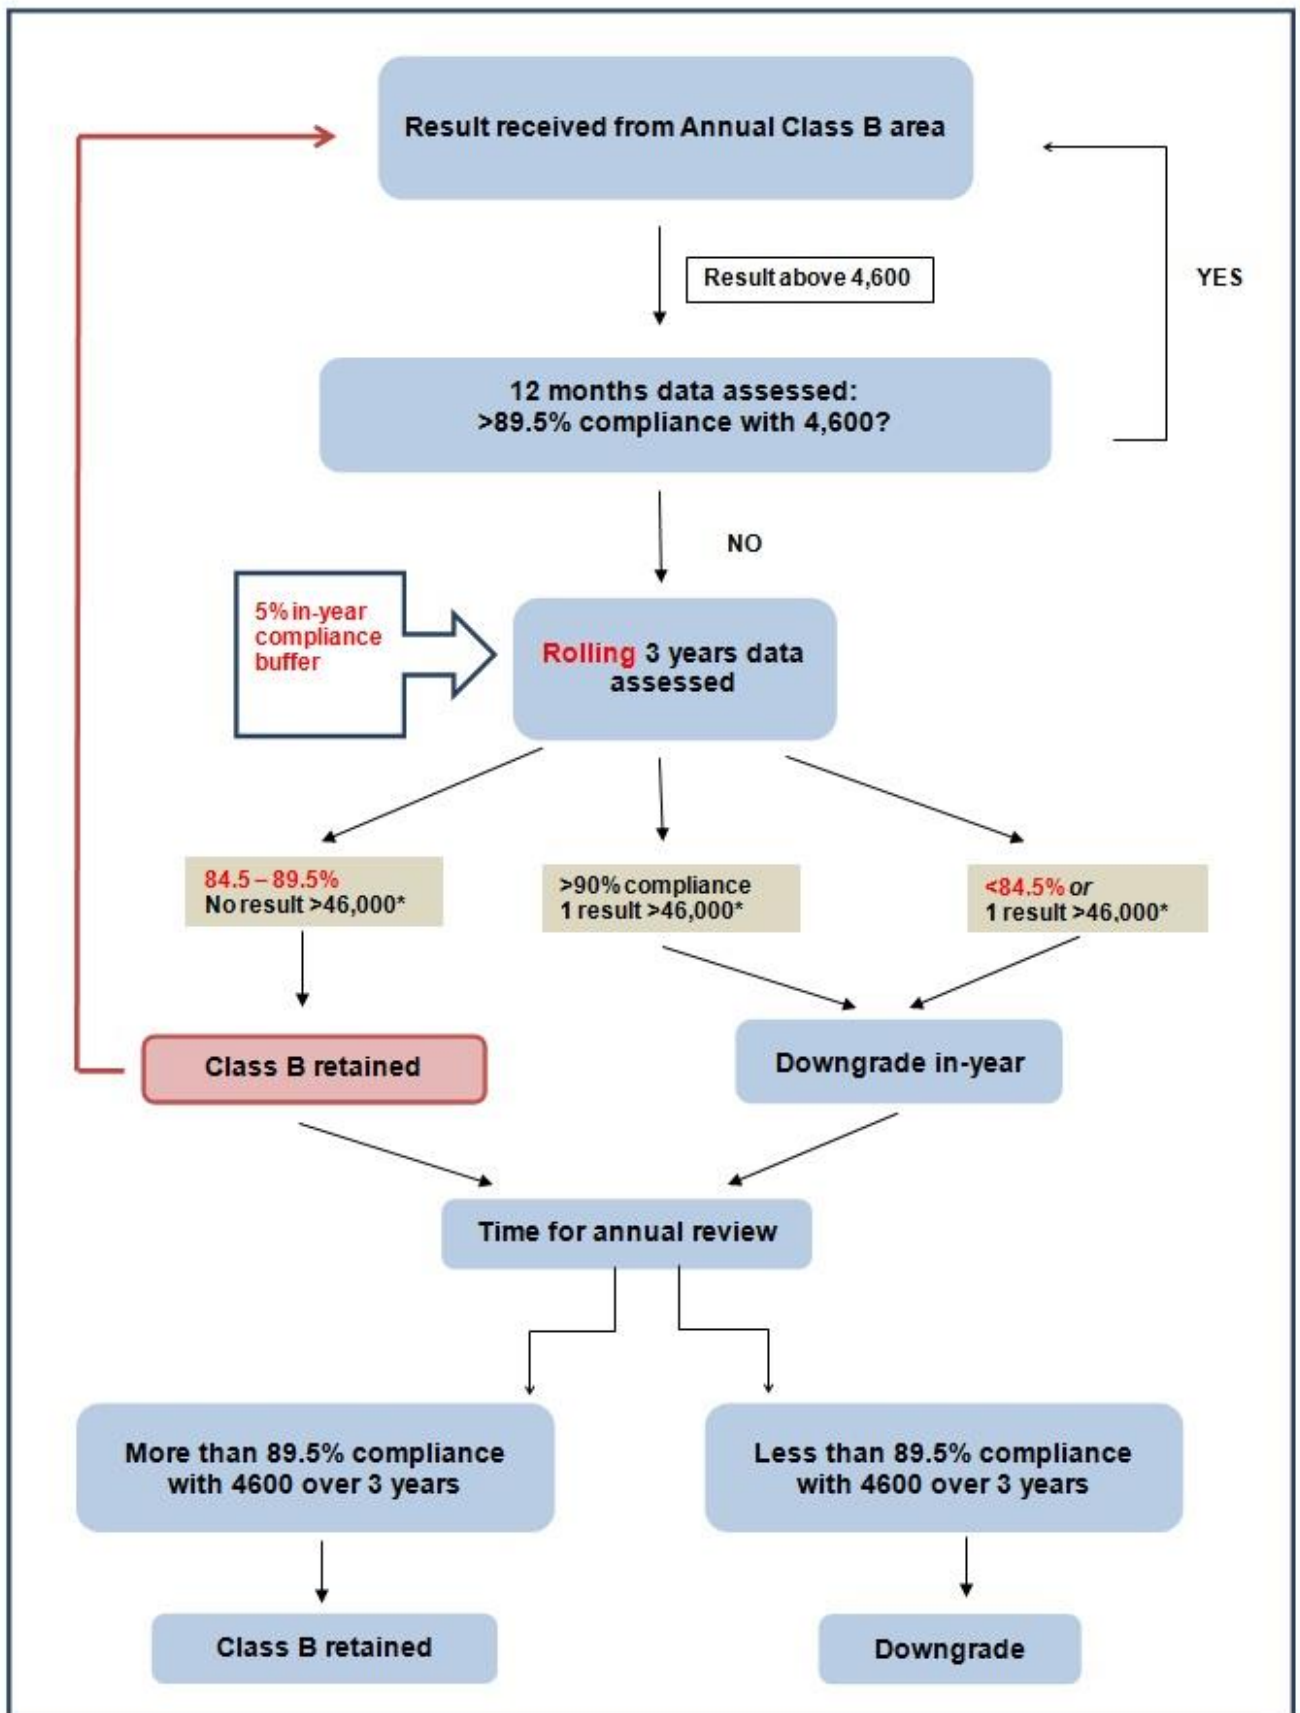 Result received from Annual Class B area
Result above 4,600
YES
12 months data assessed:
>89.5% compliance with 4,600?
NO
5% in-year
compliance
buffer
Rolling 3 years data
assessed
84.5 – 89.5%
No result >46,000*
>90% compliance
1 result >46,000*
<84.5% or
1 result >46,000*
Class B retained
Downgrade in-year
Time for annual review
More than 89.5% compliance
with 4600 over 3 years
Less than 89.5% compliance
with 4600 over 3 years
Class B retained
Downgrade